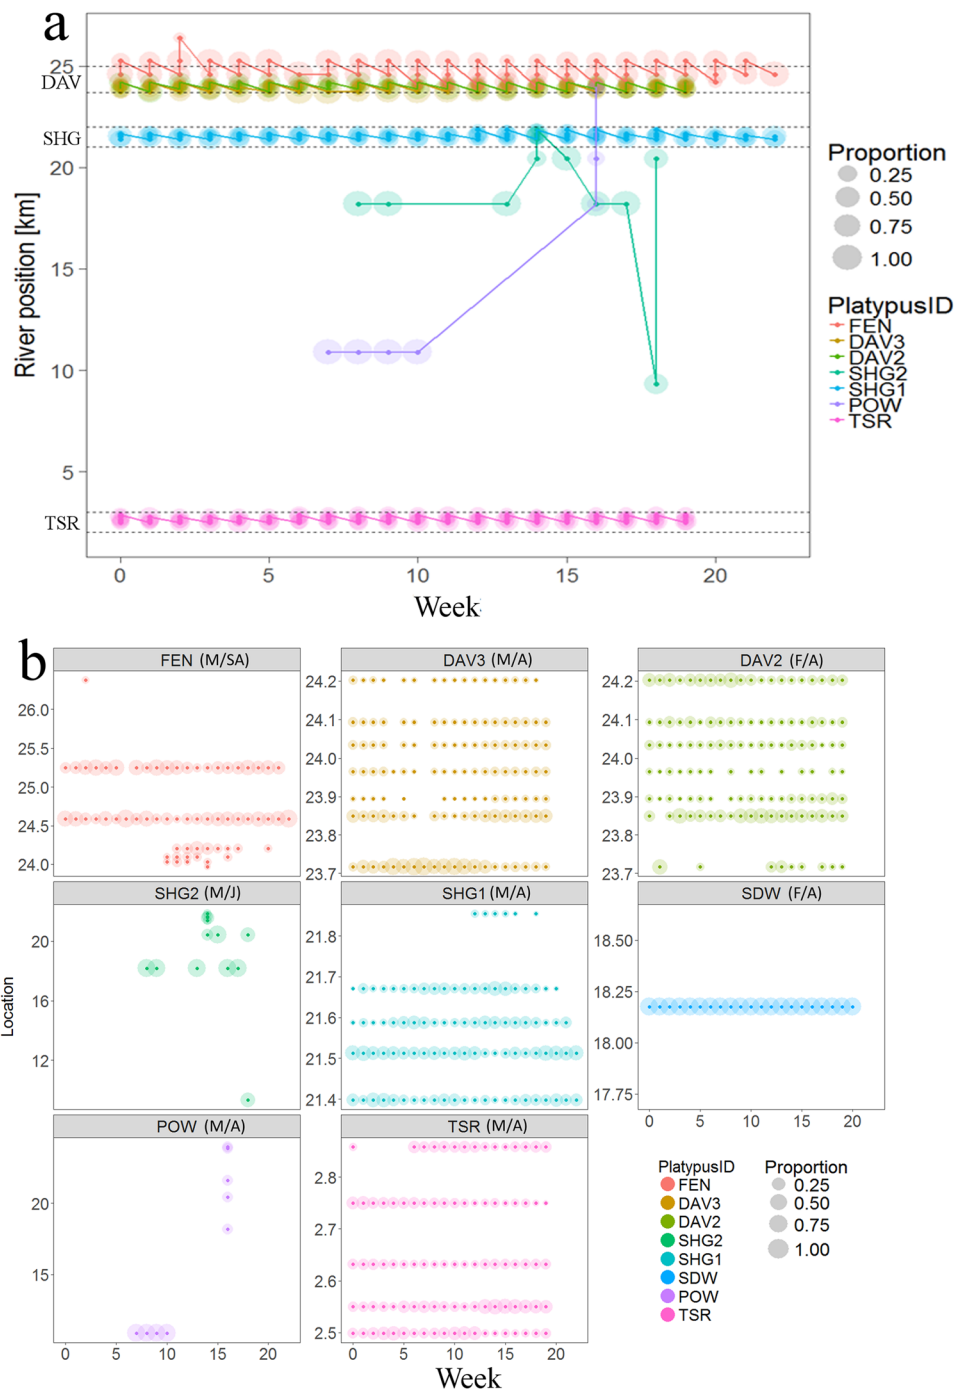 a
25
DAV
SHG
20
15
10
5
TSR
River position [km]
0 5 10 15 20
Week
Proportion
0.25
0.50
0.75
1.00
PlatypusID
FEN
DAV3
DAV2
SHG2
SHG1
POW
TSR
b
FEN (M/SA) DAV3 (M/A) DAV2 (F/A)
26.0
25.5
25.0
24.5
24.0
24.2
24.1
24.0
23.9
23.8
23.7
24.2
24.1
24.0
23.9
23.8
23.7
SHG2 (M/J) SHG1 (M/A) SDW (F/A)
20
16
12
21.8
21.7
21.6
21.5
21.4
18.50
18.25
18.00
17.75
0 5 10 15 20
Location
POW (M/A) TSR (M/A)
20
15
2.8
2.7
2.6
2.5
0 5 10 15 20
0 5 10 15 20
Week
PlatypusID
FEN
DAV3
DAV2
SHG2
SHG1
SDW
POW
TSR
Proportion
0.25
0.50
0.75
1.00